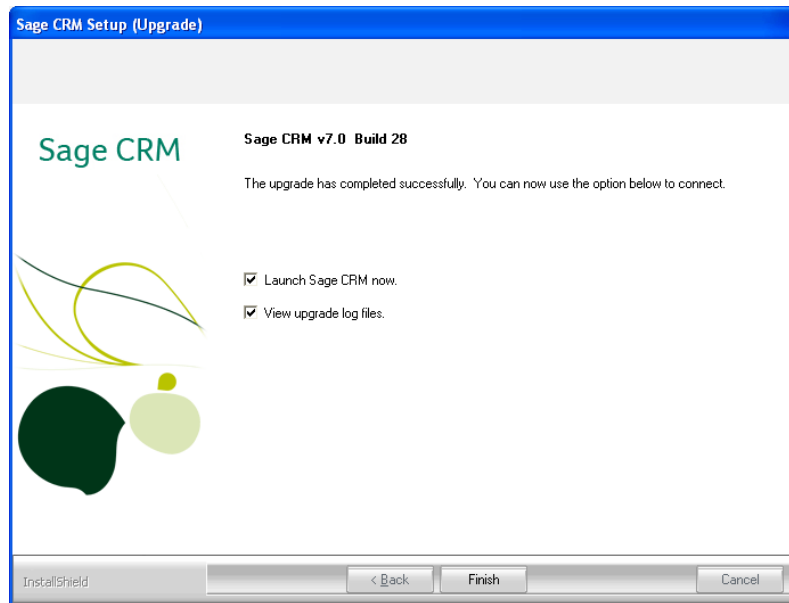 Sage CRM Setup (Upgrade)
Sage CRM
Sage CRM v7.0 Build 28
The upgrade has completed successfully. You can now use the option below to connect.
Launch Sage CRM now.
View upgrade log files.
InstallShield
< Back
Finish
Cancel